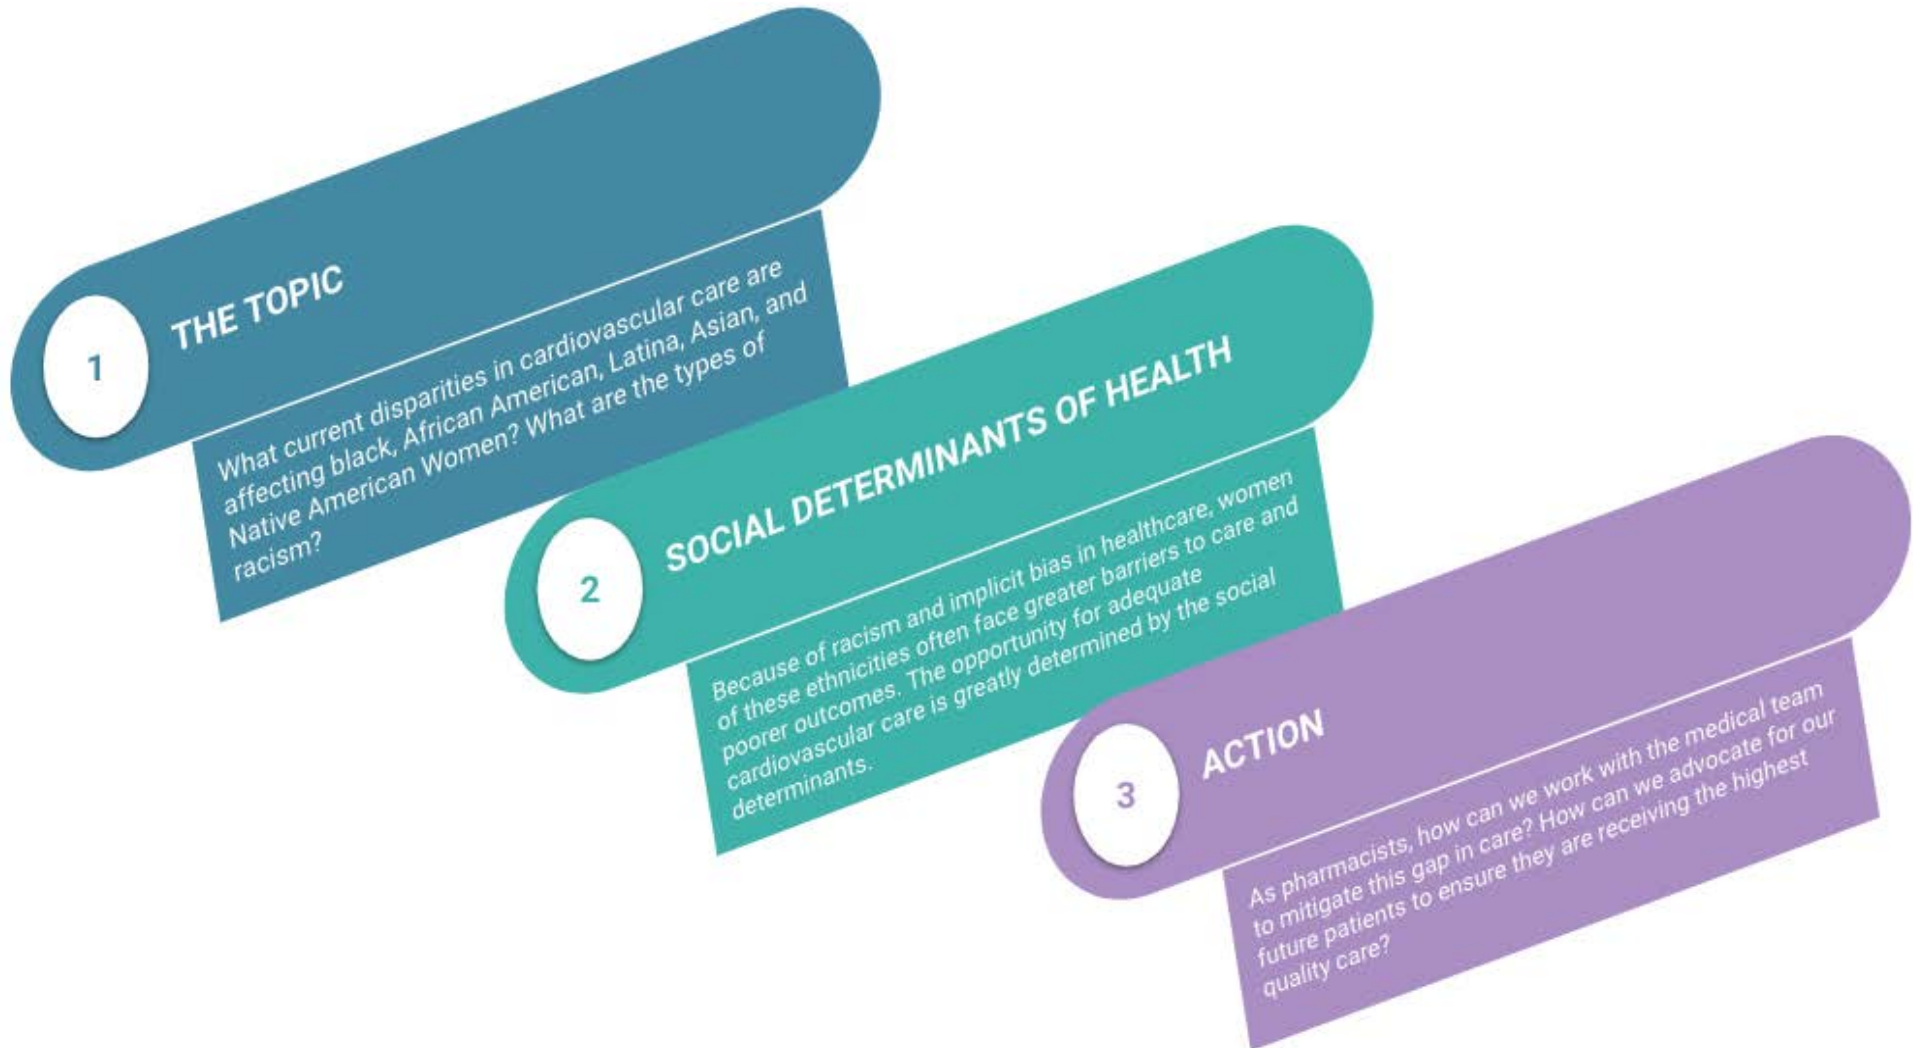 1
THE TOPIC
What current disparities in cardiovascular care are
affecting black, African American, Latina, Asian, and
Native American Women? What are the types of
racism?
2
SOCIAL DETERMINANTS OF HEALTH
Because of racism and implicit bias in healthcare, women
of these ethnicities often face greater barriers to care and
poorer outcomes. The opportunity for adequate
cardiovascular care is greatly determined by the social
determinants.
3
ACTION
As pharmacists, how can we work with the medical team
to mitigate this gap in care? How can we advocate for our
future patients to ensure they are receiving the highest
quality care?